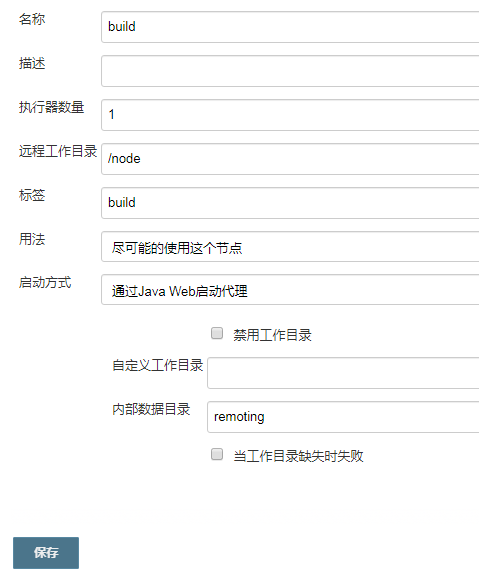 名称
build
描述
执行器数量
1
远程工作目录
/node
标签
build
用法
尽可能的使用这个节点
启动方式
通过Java Web启动代理
禁用工作目录
自定义工作目录
内部数据目录
remoting
当工作目录缺失时失败
保存